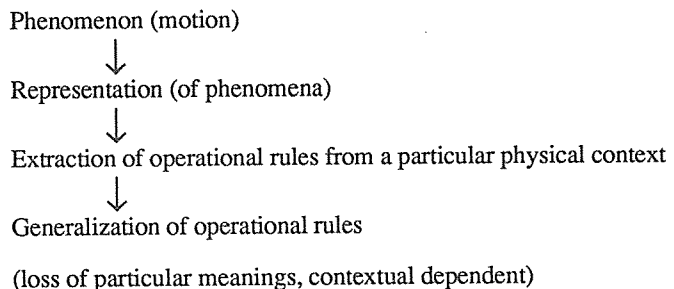 Phenomenon (motion)
Representation (of phenomena)
Extraction of operational rules from a particular physical context
Generalization of operational rules
(loss of particular meanings, contextual dependent)